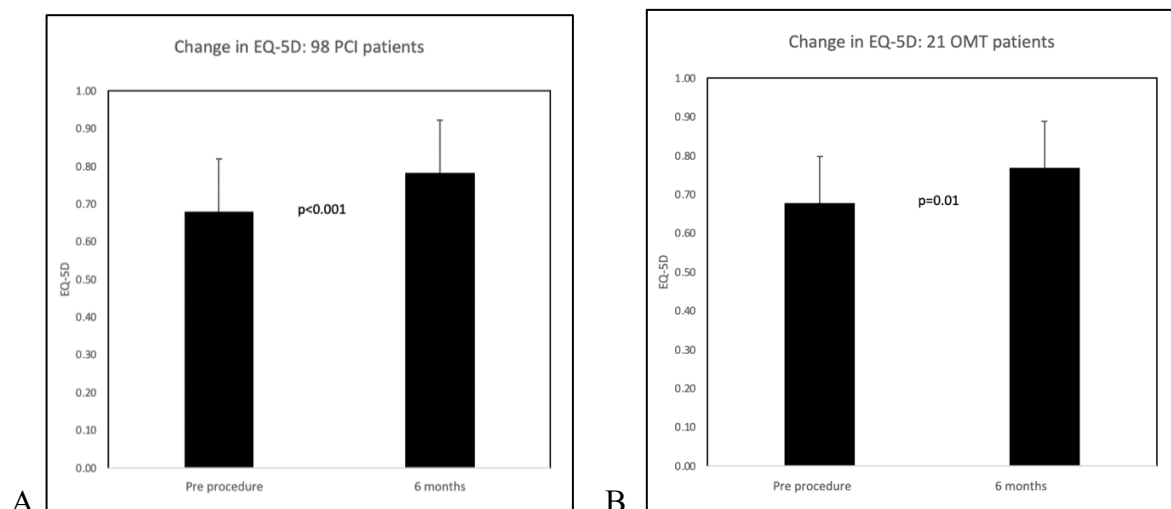 Change in EQ-5D: 98 PCI patients
1.00
0.90
0.80
0.70
0.60
0.50
0.40
0.30
0.20
0.10
0.00
EQ-5D
p<0.001
Pre procedure 6 months
A
Change in EQ-5D: 21 OMT patients
1.00
0.90
0.80
0.70
0.60
0.50
0.40
0.30
0.20
0.10
0.00
EQ-5D
p=0.01
Pre procedure 6 months
B